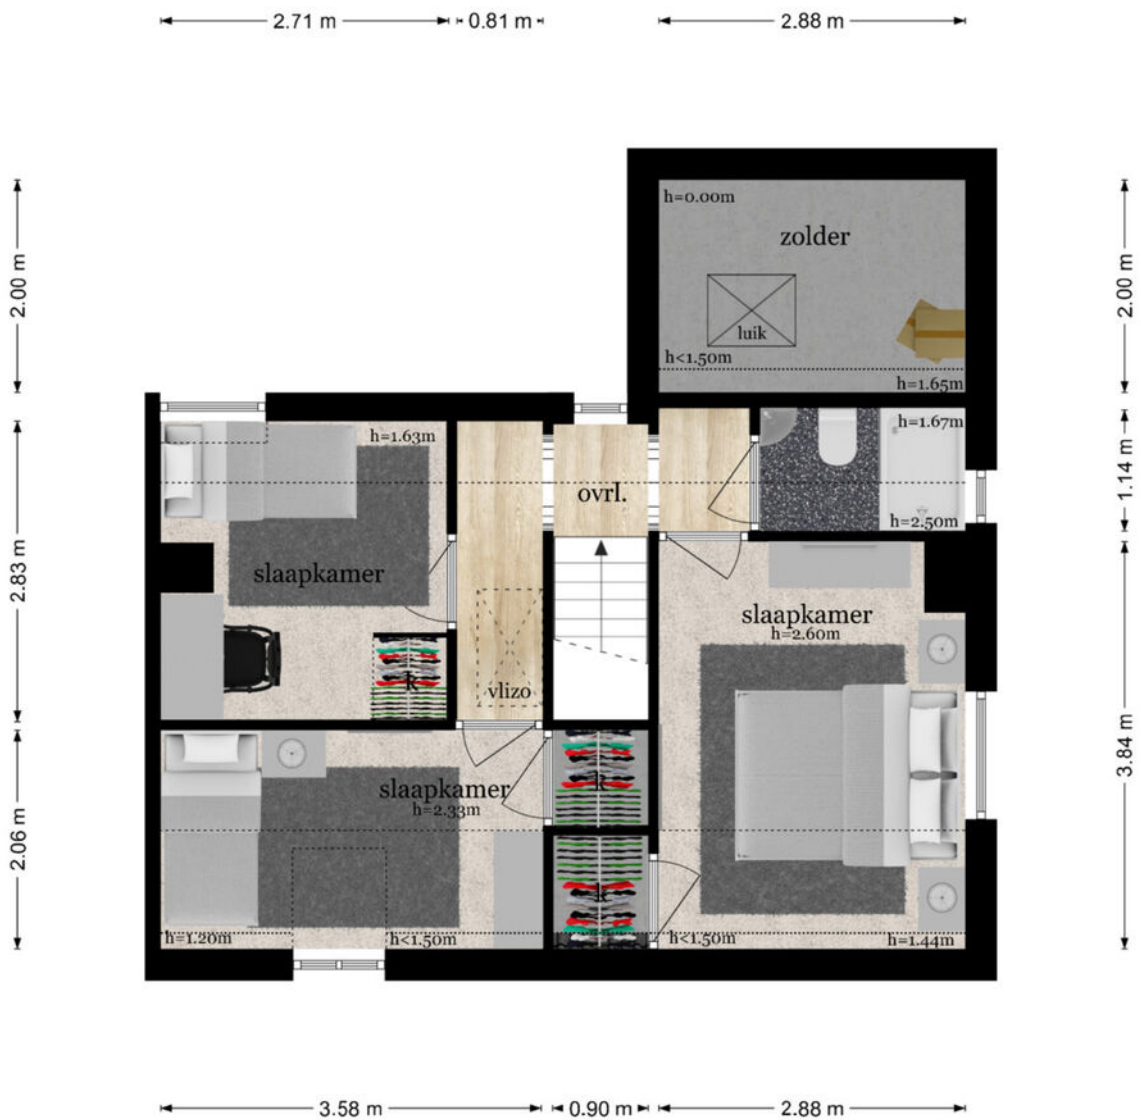 2.71 m
0.81 m
2.88 m
2.00 m
2.00 m
h=0.00m
zolder
luik
h<1.50m
h=1.65m
h=1.63m
h=1.67m
1.14 m
ovrl.
h=2.50m
2.83 m
slaapkamer
slaapkamer
h=2.60m
k
vlizo
3.84 m
slaapkamer
h=2.33m
k
2.06 m
k
h=1.20m
h<1.50m
h<1.50m
h=1.44m
3.58 m
0.90 m
2.88 m